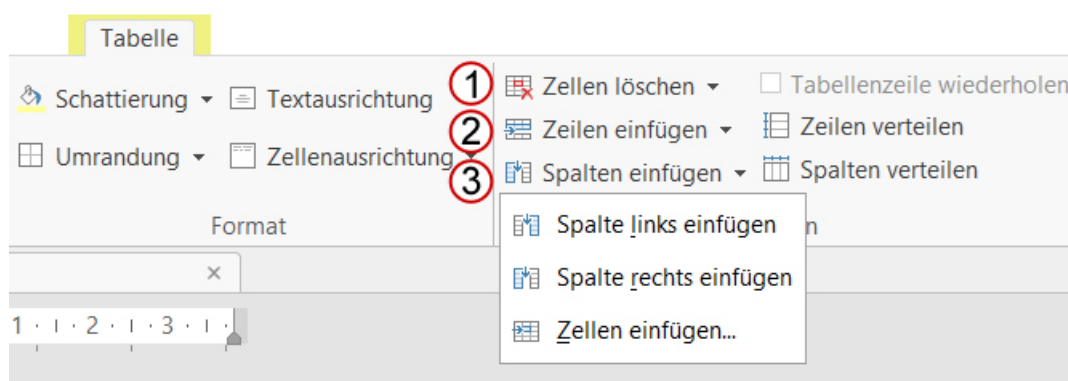 Tabelle
Schattierung
Textausrichtung
1
Zellen löschen
Tabellenzeile wiederholen
2
Zeilen einfügen
Zeilen verteilen
Umrandung
Zellenausrichtung
3
Spalten einfügen
Spalten verteilen
Format
n
Spalte links einfügen
Spalte rechts einfügen
Zellen einfügen...
1 · ı · 2 · ı · 3 · ı ·